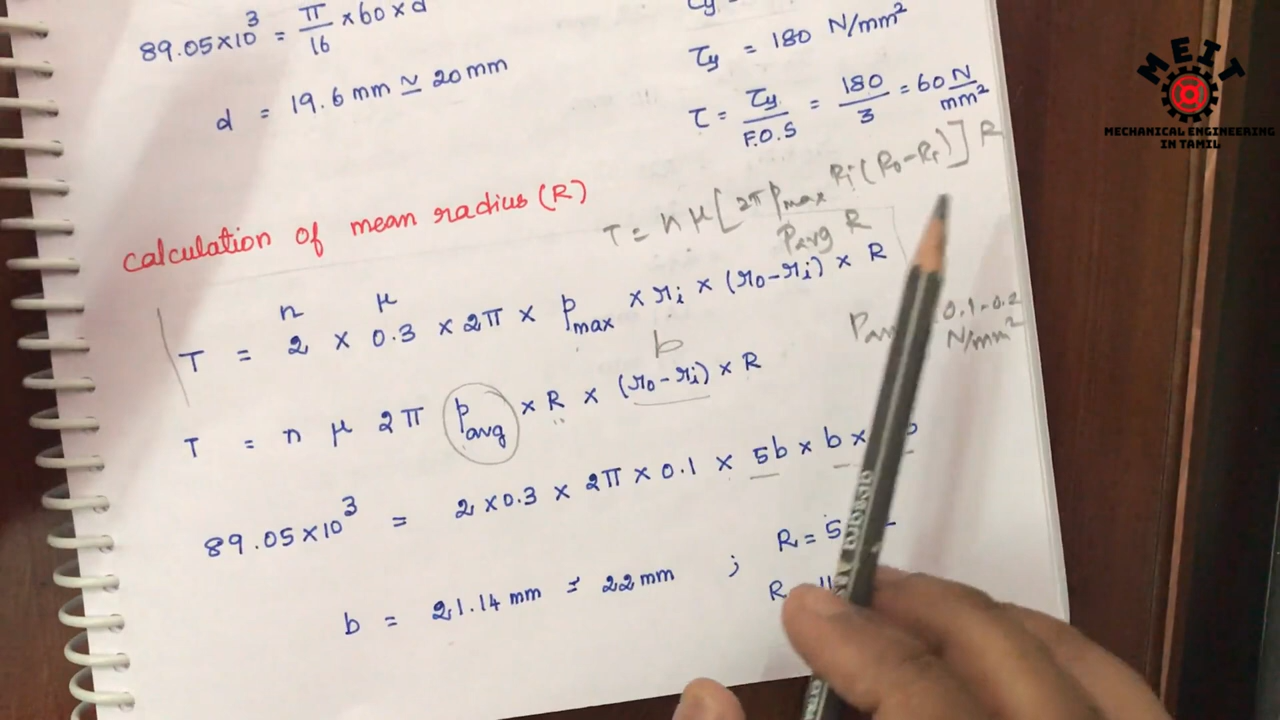 89.05×10³ = π/16 × 60 × d
d = 19.6 mm ≃ 20 mm
τy = 180 N/mm²
τ = τy/F.O.S = 180/3 = 60 N/mm²
MEIT
MECHANICAL ENGINEERING
IN TAMIL
calculation of mean radius (R)
T = n μ [2π Pmax Ri (Ro-Ri)] R
Pavg R
n μ
T = 2 × 0.3 × 2π × pmax × ri × (ro-ri) × R
b
0.1-0.2
N/mm²
T = n μ 2π pavg × R × (ro-ri) × R
89.05×10³ = 2×0.3 × 2π × 0.1 × 5b × b ×
b = 21.14 mm ≃ 22 mm ; R = 5
R